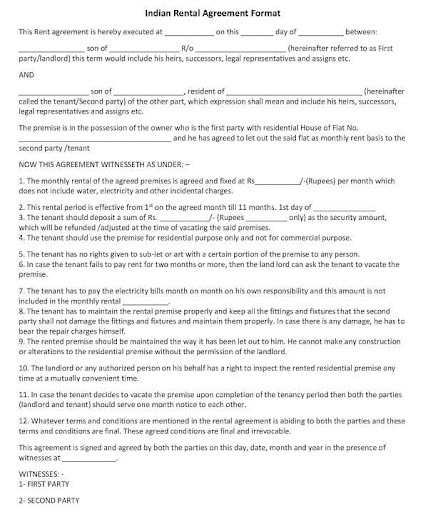 Indian Rental Agreement Format
This Rent agreement is hereby executed at ____________ on this ________ day of ____________ between:
____________________ son of ____________________ R/o _________________________ (hereinafter referred to as First
party/landlord) this term would include his heirs, successors, legal representatives and assigns etc.
AND
____________________ son of ____________________, resident of ______________________________ (hereinafter
called the tenant/Second party) of the other part, which expression shall mean and include his heirs, successors,
legal representatives and assigns etc.
The premise is in the possession of the owner who is the first party with residential House of Flat No.
___________________________________ and he has agreed to let out the said flat as monthly rent basis to the
second party /tenant
NOW THIS AGREEMENT WITNESSETH AS UNDER: –
1. The monthly rental of the agreed premises is agreed and fixed at Rs__________/-(Rupees) per month which
does not include water, electricity and other incidental charges.
2. This rental period is effective from 1st on the agreed month till 11 months. 1st day of ______________
3. The tenant should deposit a sum of Rs. ____________/- (Rupees __________ only) as the security amount,
which will be refunded /adjusted at the time of vacating the said premises.
4. The tenant should use the premise for residential purpose only and not for commercial purpose.
5. The tenant has no rights given to sub-let or art with a certain portion of the premise to any person.
6. In case the tenant fails to pay rent for two months or more, then the land lord can ask the tenant to vacate the
premise.
7. The tenant has to pay the electricity bills month on month on his own responsibility and this amount is not
included in the monthly rental __________.
8. The tenant has to maintain the rental premise properly and keep all the fittings and fixtures that the second
party shall not damage the fittings and fixtures and maintain them properly. In case there is any damage, he has to
bear the repair charges himself.
9. The rented premise should be maintained the way it has been let out to him. He cannot make any construction
or alterations to the residential premise without the permission of the landlord.
10. The landlord or any authorized person on his behalf has a right to inspect the rented residential premise any
time at a mutually convenient time.
11. In case the tenant decides to vacate the premise upon completion of the tenancy period then both the parties
(landlord and tenant) should serve one month notice to each other.
12. Whatever terms and conditions are mentioned in the rental agreement is abiding to both the parties and these
terms and conditions are final. These agreed conditions are final and irrevocable.
This agreement is signed and agreed by both the parties on this day, date, month and year in the presence of
witnesses at ____________.
WITNESSES: -
1- FIRST PARTY
2- SECOND PARTY